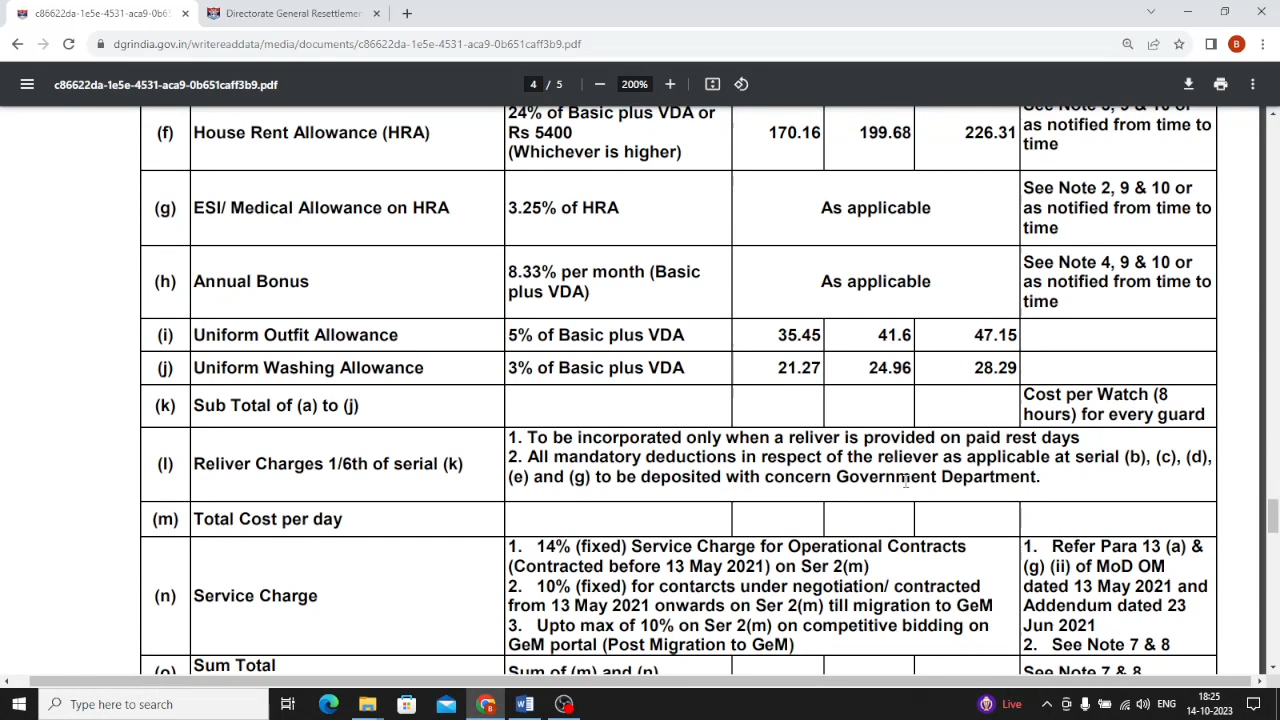 c86622da-1e5e-4531-aca9-0b65
Directorate General Resettlemer
dgrindia.gov.in/writereaddata/media/documents/c86622da-1e5e-4531-aca9-0b651caff3b9.pdf
B
c86622da-1e5e-4531-aca9-0b651caff3b9.pdf
4 / 5
200%
(f) House Rent Allowance (HRA) 24% of Basic plus VDA or
Rs 5400
(Whichever is higher)
170.16 199.68 226.31
See Note 3, 9 & 10 or
as notified from time to
time
(g) ESI/ Medical Allowance on HRA 3.25% of HRA As applicable
See Note 2, 9 & 10 or
as notified from time to
time
(h) Annual Bonus
8.33% per month (Basic
plus VDA)
As applicable
See Note 4, 9 & 10 or
as notified from time to
time
(i) Uniform Outfit Allowance 5% of Basic plus VDA 35.45 41.6 47.15
(j) Uniform Washing Allowance 3% of Basic plus VDA 21.27 24.96 28.29
(k) Sub Total of (a) to (j)
Cost per Watch (8
hours) for every guard
(l) Reliver Charges 1/6th of serial (k)
1. To be incorporated only when a reliver is provided on paid rest days
2. All mandatory deductions in respect of the reliever as applicable at serial (b), (c), (d),
(e) and (g) to be deposited with concern Government Department.
(m) Total Cost per day
(n) Service Charge
1. 14% (fixed) Service Charge for Operational Contracts
(Contracted before 13 May 2021) on Ser 2(m)
2. 10% (fixed) for contarcts under negotiation/ contracted
from 13 May 2021 onwards on Ser 2(m) till migration to GeM
3. Upto max of 10% on Ser 2(m) on competitive bidding on
GeM portal (Post Migration to GeM)
1. Refer Para 13 (a) &
(g) (ii) of MoD OM
dated 13 May 2021 and
Addendum dated 23
Jun 2021
2. See Note 7 & 8
(o) Sum Total
Sum of (m) and (n)
See Note 7 & 8
Type here to search
Live
ENG
18:25
14-10-2023